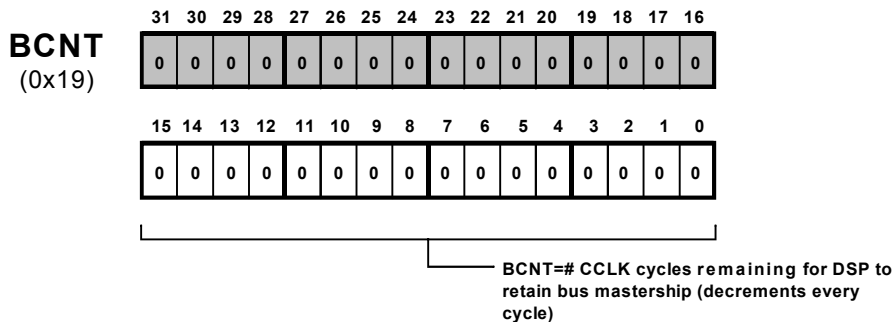 31 30 29 28 27 26 25 24 23 22 21 20 19 18 17 16
BCNT
(0x19)
0 0 0 0 0 0 0 0 0 0 0 0 0 0 0 0
15 14 13 12 11 10 9 8 7 6 5 4 3 2 1 0
0 0 0 0 0 0 0 0 0 0 0 0 0 0 0 0
BCNT=# CCLK cycles remaining for DSP to
retain bus mastership (decrements every
cycle)